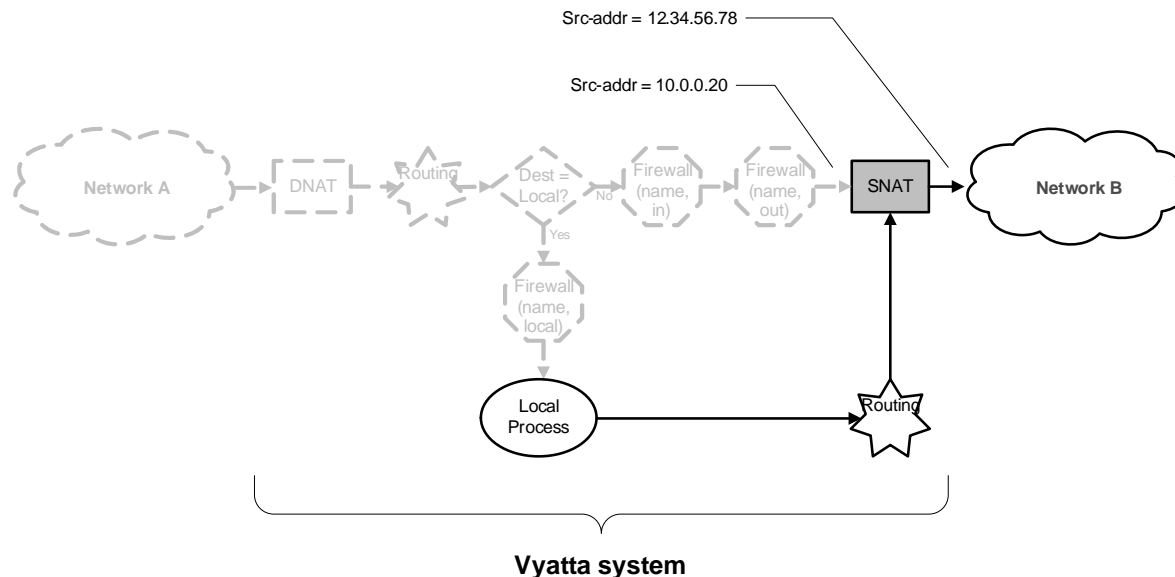 Src-addr = 12.34.56.78
Src-addr = 10.0.0.20
Network A
DNAT
Routing
Dest =
Local?
No
Yes
Firewall
(name,
in)
Firewall
(name,
out)
SNAT
Network B
Firewall
(name,
local)
Local
Process
Routing
Vyatta system